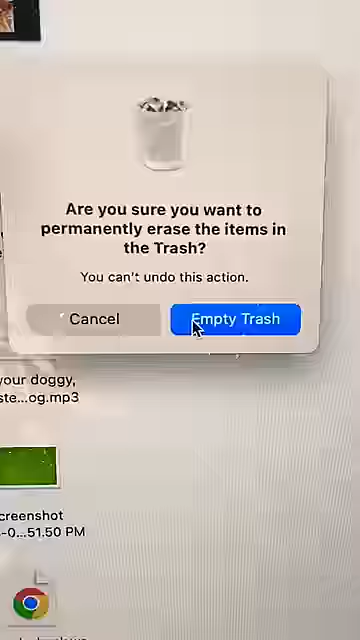 Are you sure you want to
permanently erase the items in
the Trash?
You can't undo this action.
Cancel
Empty Trash
your doggy,
ste...og.mp3
creenshot
-0...51.50 PM